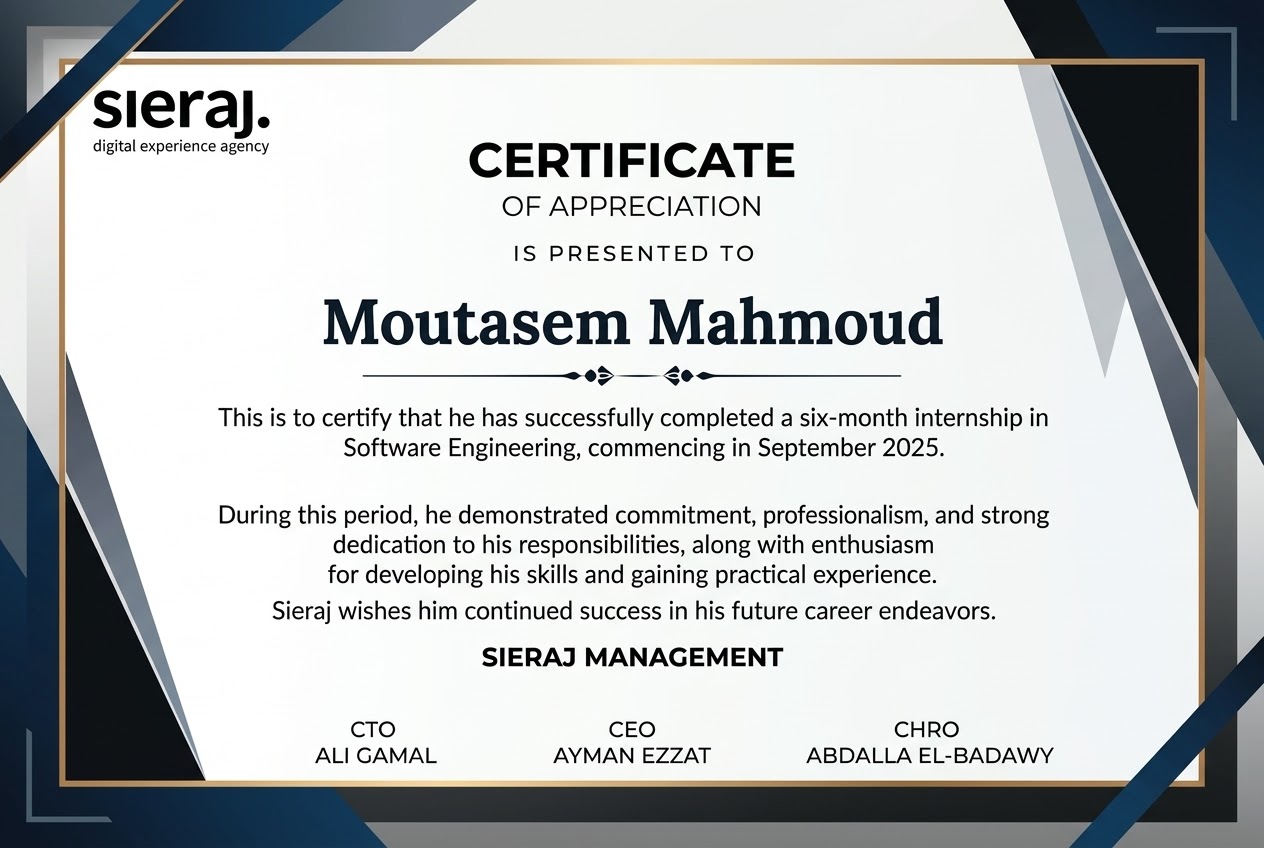 sieraj.
digital experience agency
CERTIFICATE
OF APPRECIATION
IS PRESENTED TO
Moutasem Mahmoud
This is to certify that he has successfully completed a six-month internship in
Software Engineering, commencing in September 2025.
During this period, he demonstrated commitment, professionalism, and strong
dedication to his responsibilities, along with enthusiasm
for developing his skills and gaining practical experience.
Sieraj wishes him continued success in his future career endeavors.
SIERAJ MANAGEMENT
CTO
ALI GAMAL
CEO
AYMAN EZZAT
CHRO
ABDALLA EL-BADAWY